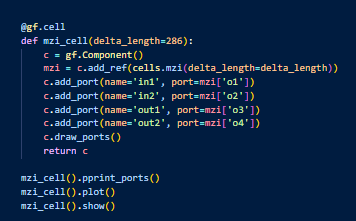 @gf.cell
def mzi_cell(delta_length=286):
    c = gf.Component()
    mzi = c.add_ref(cells.mzi(delta_length=delta_length))
    c.add_port(name='in1', port=mzi['o1'])
    c.add_port(name='in2', port=mzi['o2'])
    c.add_port(name='out1', port=mzi['o3'])
    c.add_port(name='out2', port=mzi['o4'])
    c.draw_ports()
    return c

mzi_cell().pprint_ports()
mzi_cell().plot()
mzi_cell().show()